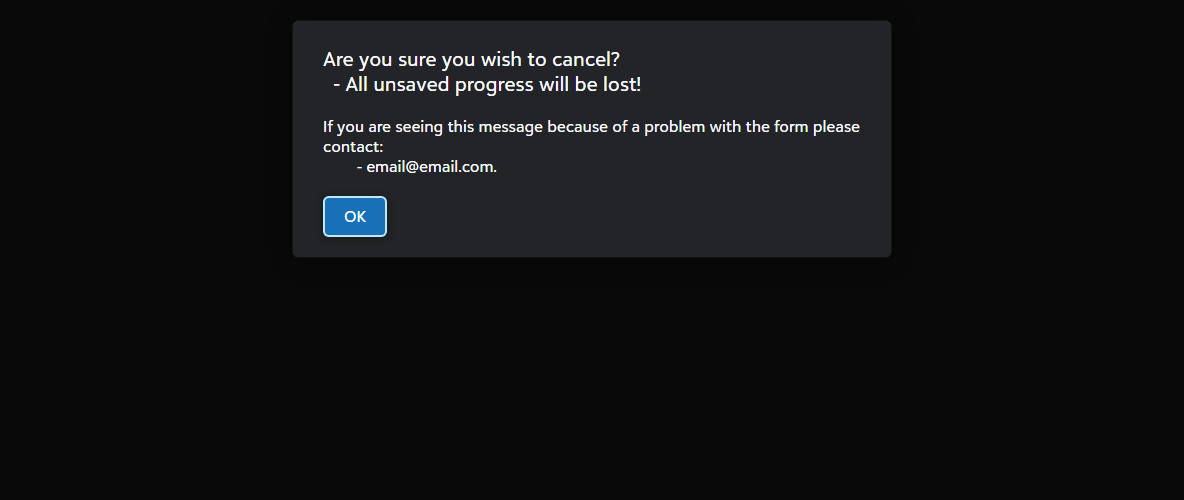 Are you sure you wish to cancel?
- All unsaved progress will be lost!
If you are seeing this message because of a problem with the form please
contact:
- email@email.com.
OK